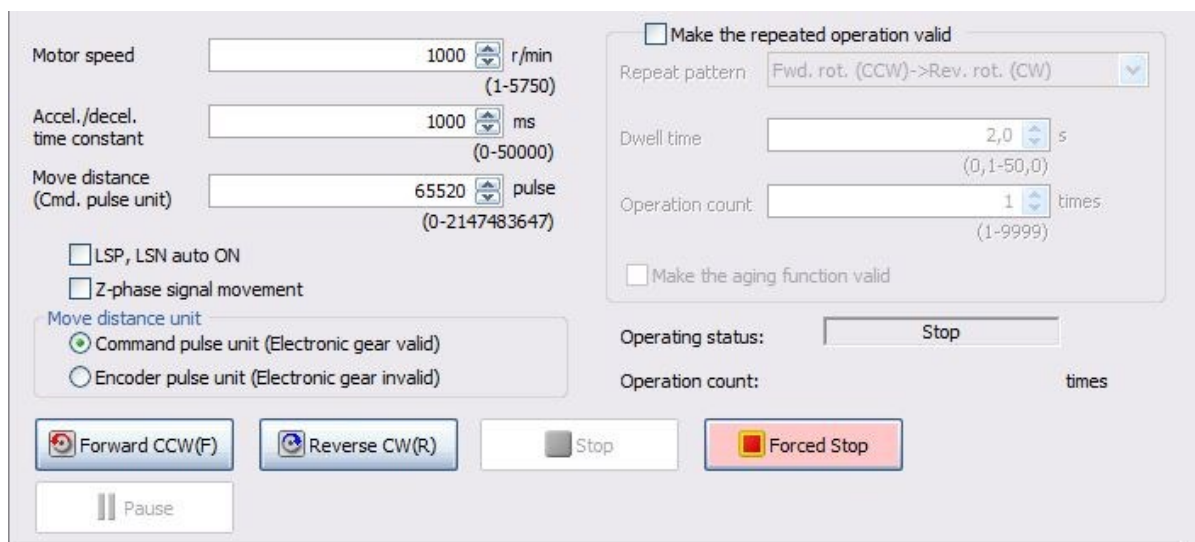 Motor speed 1000 r/min
(1-5750)
Accel./decel.
time constant 1000 ms
(0-50000)
Move distance
(Cmd. pulse unit) 65520 pulse
(0-2147483647)
LSP, LSN auto ON
Z-phase signal movement
Move distance unit
Command pulse unit (Electronic gear valid)
Encoder pulse unit (Electronic gear invalid)
Make the repeated operation valid
Repeat pattern Fwd. rot. (CCW)->Rev. rot. (CW)
Dwell time 2,0 s
(0,1-50,0)
Operation count 1 times
(1-9999)
Make the aging function valid
Operating status: Stop
Operation count: times
Forward CCW(F) Reverse CW(R) Stop Forced Stop
Pause